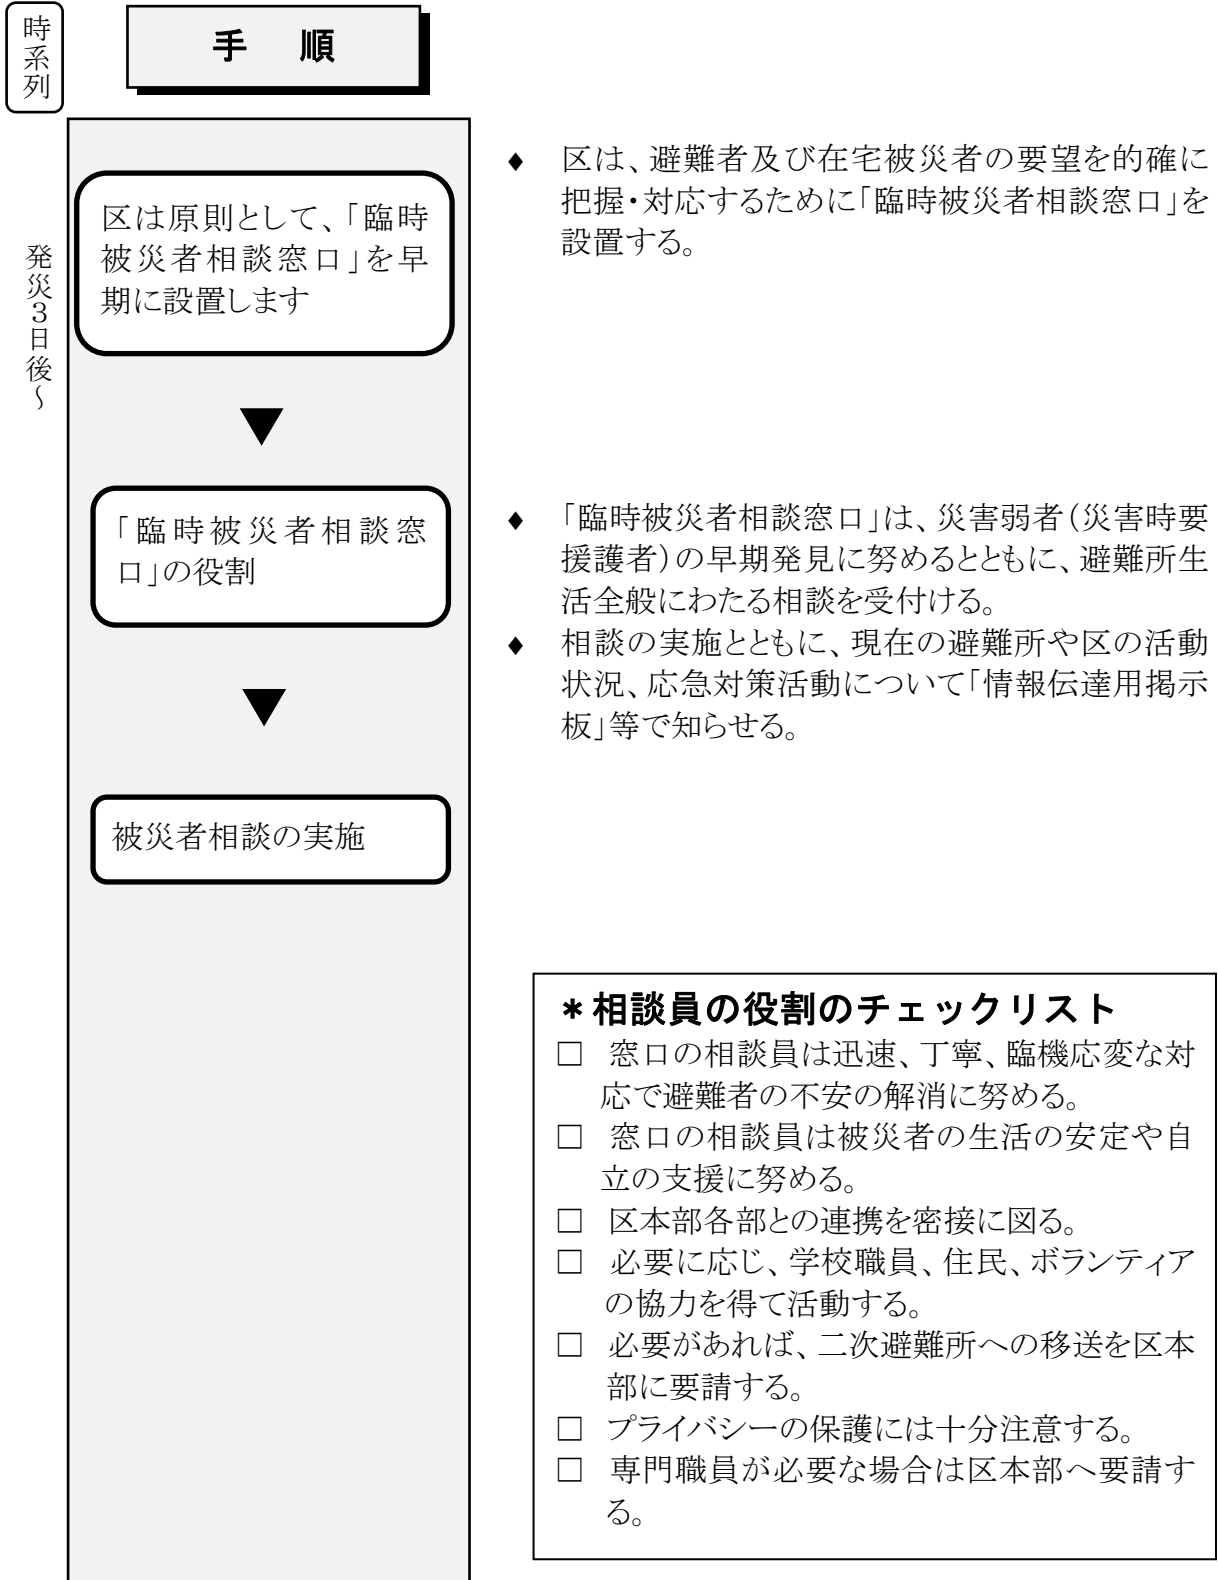 時系列
手　順
発災３日後～
区は原則として、「臨時
被災者相談窓口」を早
期に設置します
◆　区は、避難者及び在宅被災者の要望を的確に
把握・対応するために「臨時被災者相談窓口」を
設置する。
▼
「臨時被災者相談窓
口」の役割
◆　「臨時被災者相談窓口」は、災害弱者（災害時要
援護者）の早期発見に努めるとともに、避難所生
活全般にわたる相談を受付ける。
◆　相談の実施とともに、現在の避難所や区の活動
状況、応急対策活動について「情報伝達用掲示
板」等で知らせる。
▼
被災者相談の実施
＊相談員の役割のチェックリスト
□　窓口の相談員は迅速、丁寧、臨機応変な対
応で避難者の不安の解消に努める。
□　窓口の相談員は被災者の生活の安定や自
立の支援に努める。
□　区本部各部との連携を密接に図る。
□　必要に応じ、学校職員、住民、ボランティア
の協力を得て活動する。
□　必要があれば、二次避難所への移送を区本
部に要請する。
□　プライバシーの保護には十分注意する。
□　専門職員が必要な場合は区本部へ要請す
る。